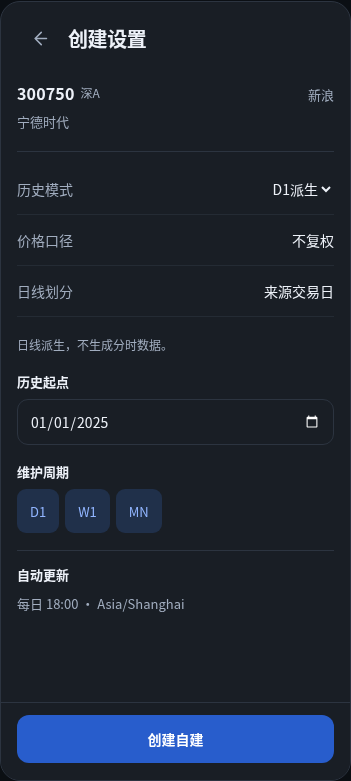 创建设置
300750 深A 新浪
宁德时代
历史模式 D1派生
价格口径 不复权
日线划分 来源交易日
日线派生，不生成分时数据。
历史起点
01/01/2025
维护周期
D1 W1 MN
自动更新
每日 18:00 · Asia/Shanghai
创建自建